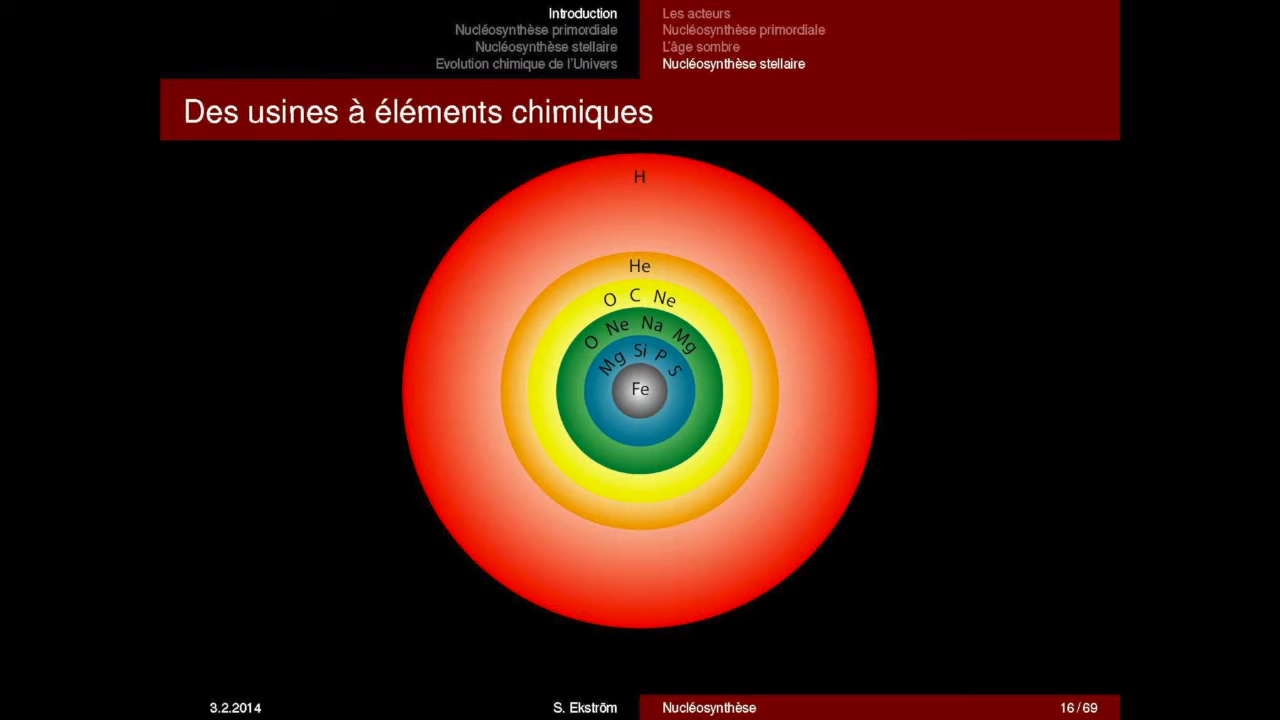 Introduction
Nucléosynthèse primordiale
Nucléosynthèse stellaire
Evolution chimique de l'Univers
Les acteurs
Nucléosynthèse primordiale
L'âge sombre
Nucléosynthèse stellaire
Des usines à éléments chimiques
H
He
O C Ne
O Ne Na Mg
Mg Si P S
Fe
3.2.2014
S. Ekström
Nucléosynthèse
16 / 69